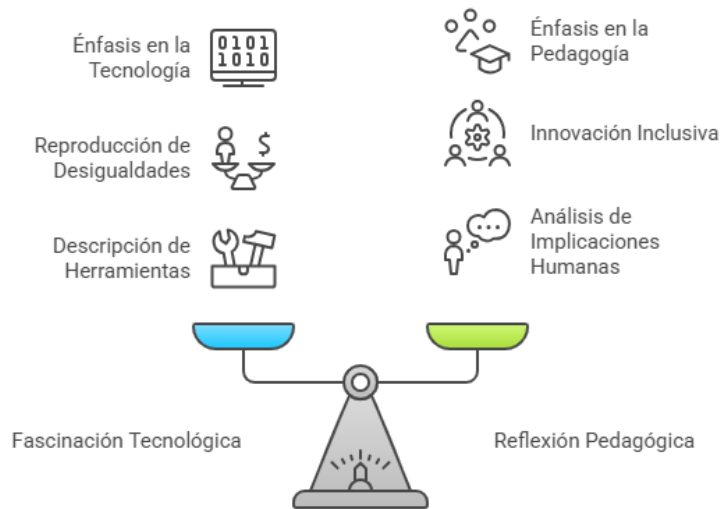 Énfasis en la
Tecnología
0101
1010
Énfasis en la
Pedagogía
Reproducción de
Desigualdades
$
Innovación Inclusiva
Descripción de
Herramientas
Análisis de
Implicaciones
Humanas
Fascinación Tecnológica
Reflexión Pedagógica